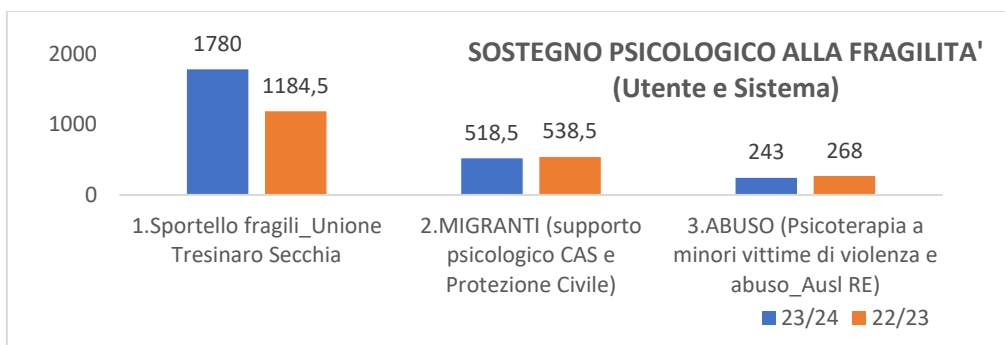 SOSTEGNO PSICOLOGICO ALLA FRAGILITA'
(Utente e Sistema)
2000
1000
0
1780
1184,5
518,5
538,5
243
268
1.Sportello fragili_Unione
Tresinaro Secchia
2.MIGRANTI (supporto
psicologico CAS e
Protezione Civile)
3.ABUSO (Psicoterapia a
minori vittime di violenza e
abuso_Ausl RE)
23/24
22/23